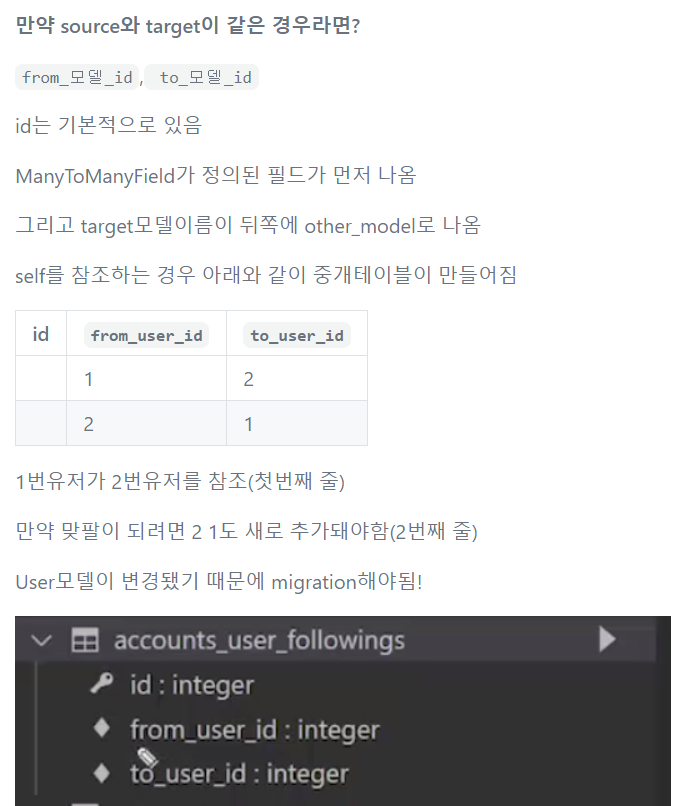 만약 source와 target이 같은 경우라면?
from_모델_id, to_모델_id
id는 기본적으로 있음
ManyToManyField가 정의된 필드가 먼저 나옴
그리고 target모델이름이 뒤쪽에 other_model로 나옴
self를 참조하는 경우 아래와 같이 중개테이블이 만들어짐
id from_user_id to_user_id
1 2
2 1
1번유저가 2번유저를 참조(첫번째 줄)
만약 맞팔이 되려면 2 1도 새로 추가돼야함(2번째 줄)
User모델이 변경됐기 때문에 migration해야됨!
accounts_user_followings
id : integer
from_user_id : integer
to_user_id : integer